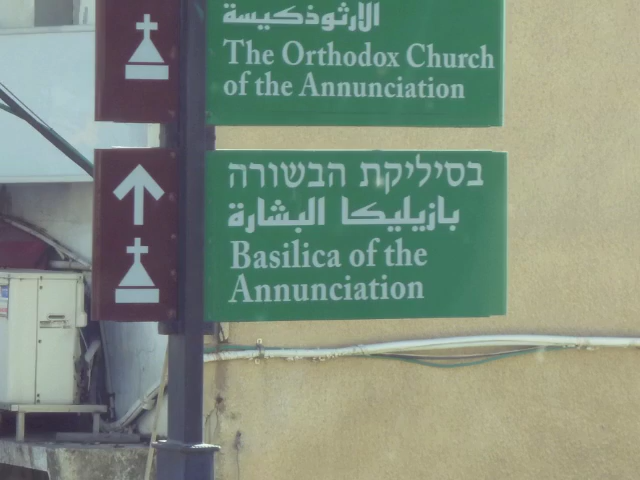 الارثوذكيسة
The Orthodox Church
of the Annunciation
בסיליקת הבשורה
بازيليكا البشارة
Basilica of the
Annunciation